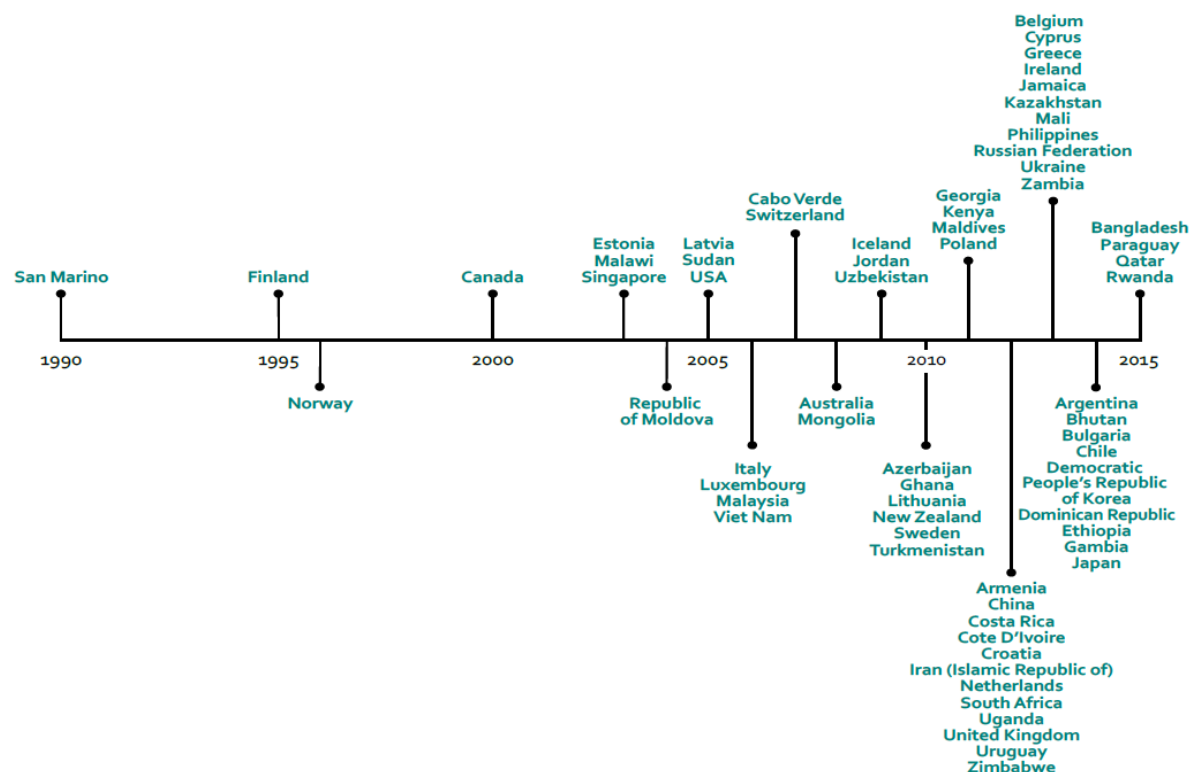 Belgium
Cyprus
Greece
Ireland
Jamaica
Kazakhstan
Mali
Philippines
Russian Federation
Ukraine
Zambia
Cabo Verde
Switzerland
Georgia
Kenya
Maldives
Poland
Estonia
Malawi
Singapore
Latvia
Sudan
USA
Iceland
Jordan
Uzbekistan
Bangladesh
Paraguay
Qatar
Rwanda
San Marino
Finland
Canada
1990
1995
2000
2005
2010
2015
Norway
Republic
of Moldova
Australia
Mongolia
Argentina
Bhutan
Bulgaria
Chile
Democratic
People's Republic
of Korea
Dominican Republic
Ethiopia
Gambia
Japan
Italy
Luxembourg
Malaysia
Viet Nam
Azerbaijan
Ghana
Lithuania
New Zealand
Sweden
Turkmenistan
Armenia
China
Costa Rica
Cote D'Ivoire
Croatia
Iran (Islamic Republic of)
Netherlands
South Africa
Uganda
United Kingdom
Uruguay
Zimbabwe